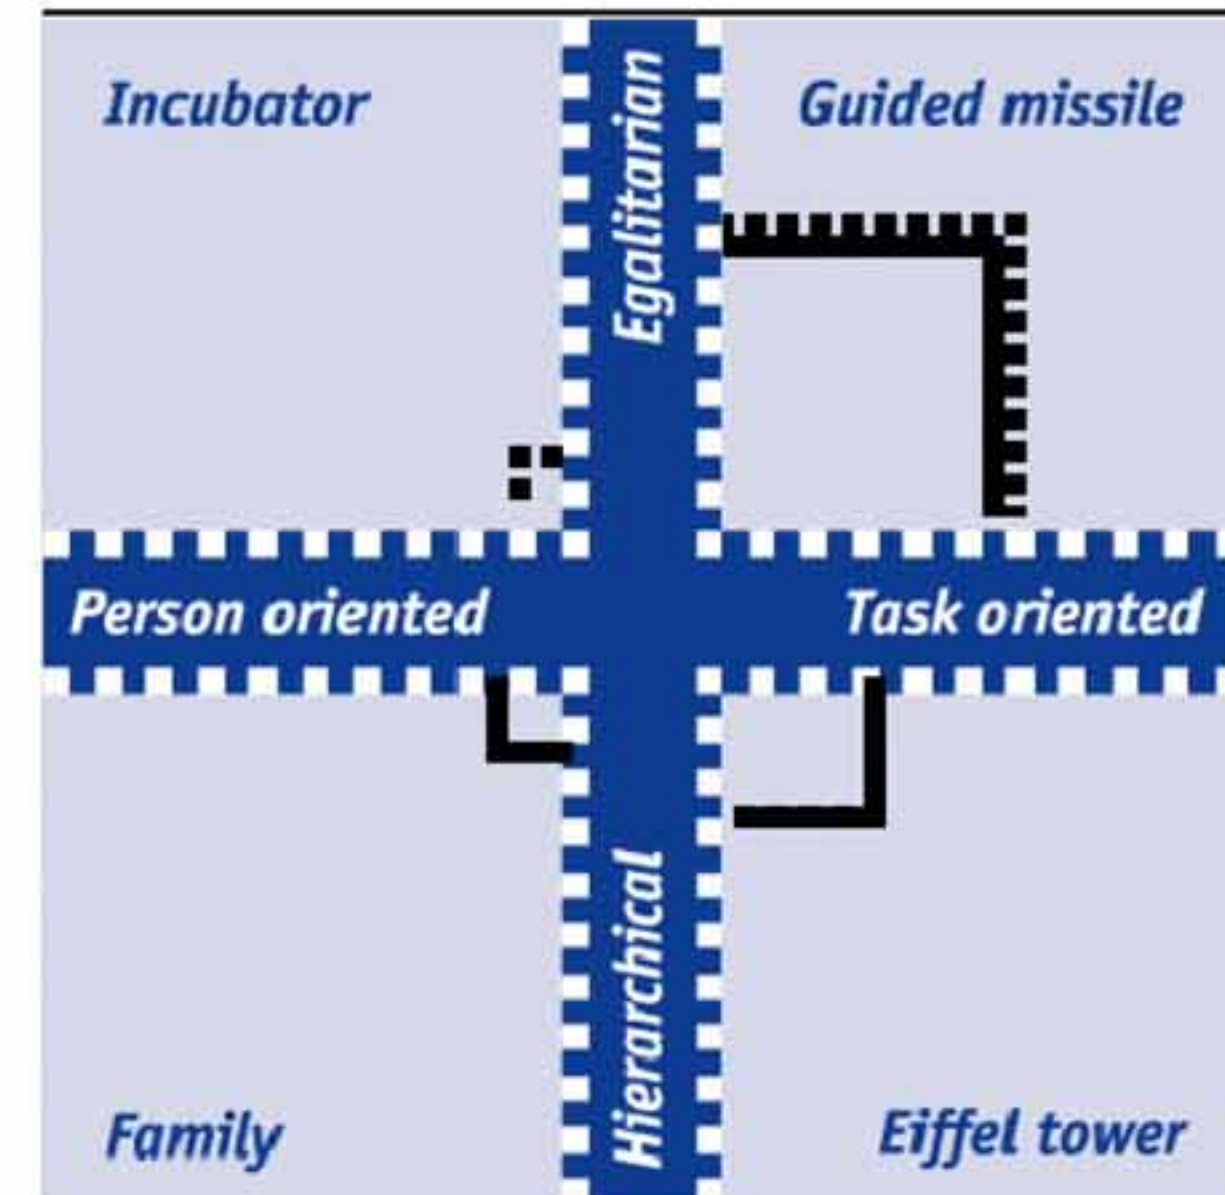 Incubator
Guided missile
Egalitarian
Person oriented
Task oriented
Hierarchical
Family
Eiffel tower